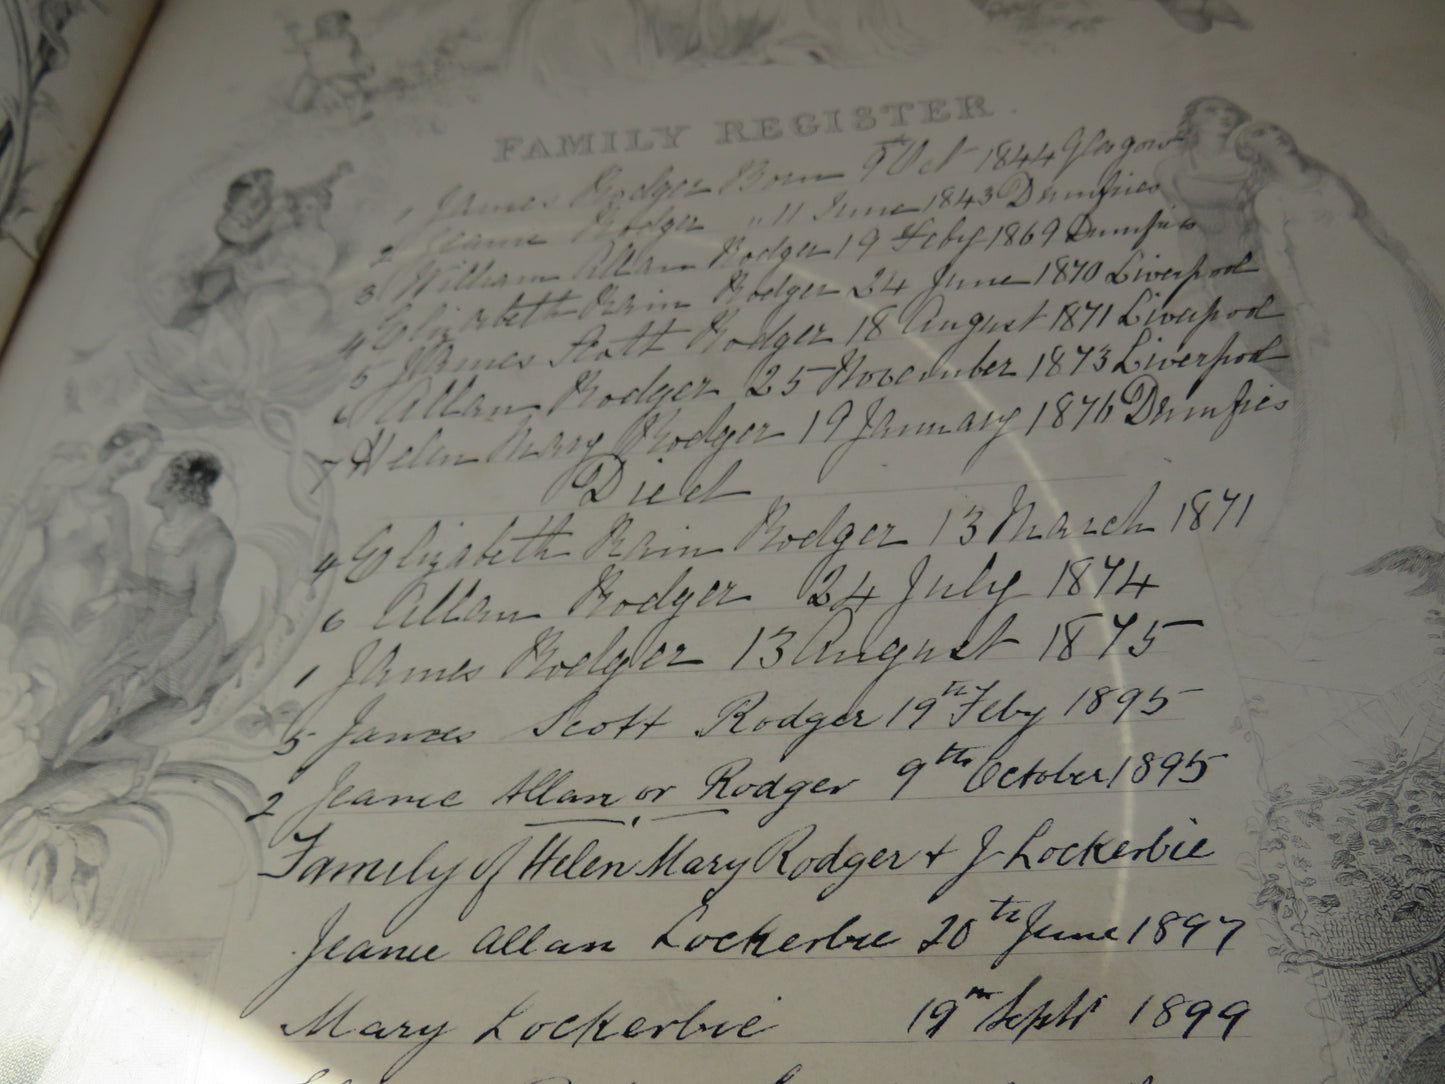 FAMILY REGISTER.
1 James Rodger Born 9th Oct 1844 Glasgow
2 Jeanie Rodger " 11 June 1843 Dumfries
3 William Allan Rodger 19 Feby 1869 Dumfries
4 Elizabeth Rain Rodger 24 June 1870 Liverpool
5 James Scott Rodger 18 August 1871 Liverpool
6 Allan Rodger 25 November 1873 Liverpool
7 Helen Mary Rodger 19 January 1876 Dumfries
Died
4 Elizabeth Rain Rodger 13 March 1871
6 Allan Rodger 24 July 1874
1 James Rodger 13 August 1875
5 James Scott Rodger 19th Feby 1895
2 Jeanie Allan or Rodger 9th October 1895
Family of Helen Mary Rodger & J Lockerbie
Jeanie Allan Lockerbie 20th June 1897
Mary Lockerbie 19th Sept 1899